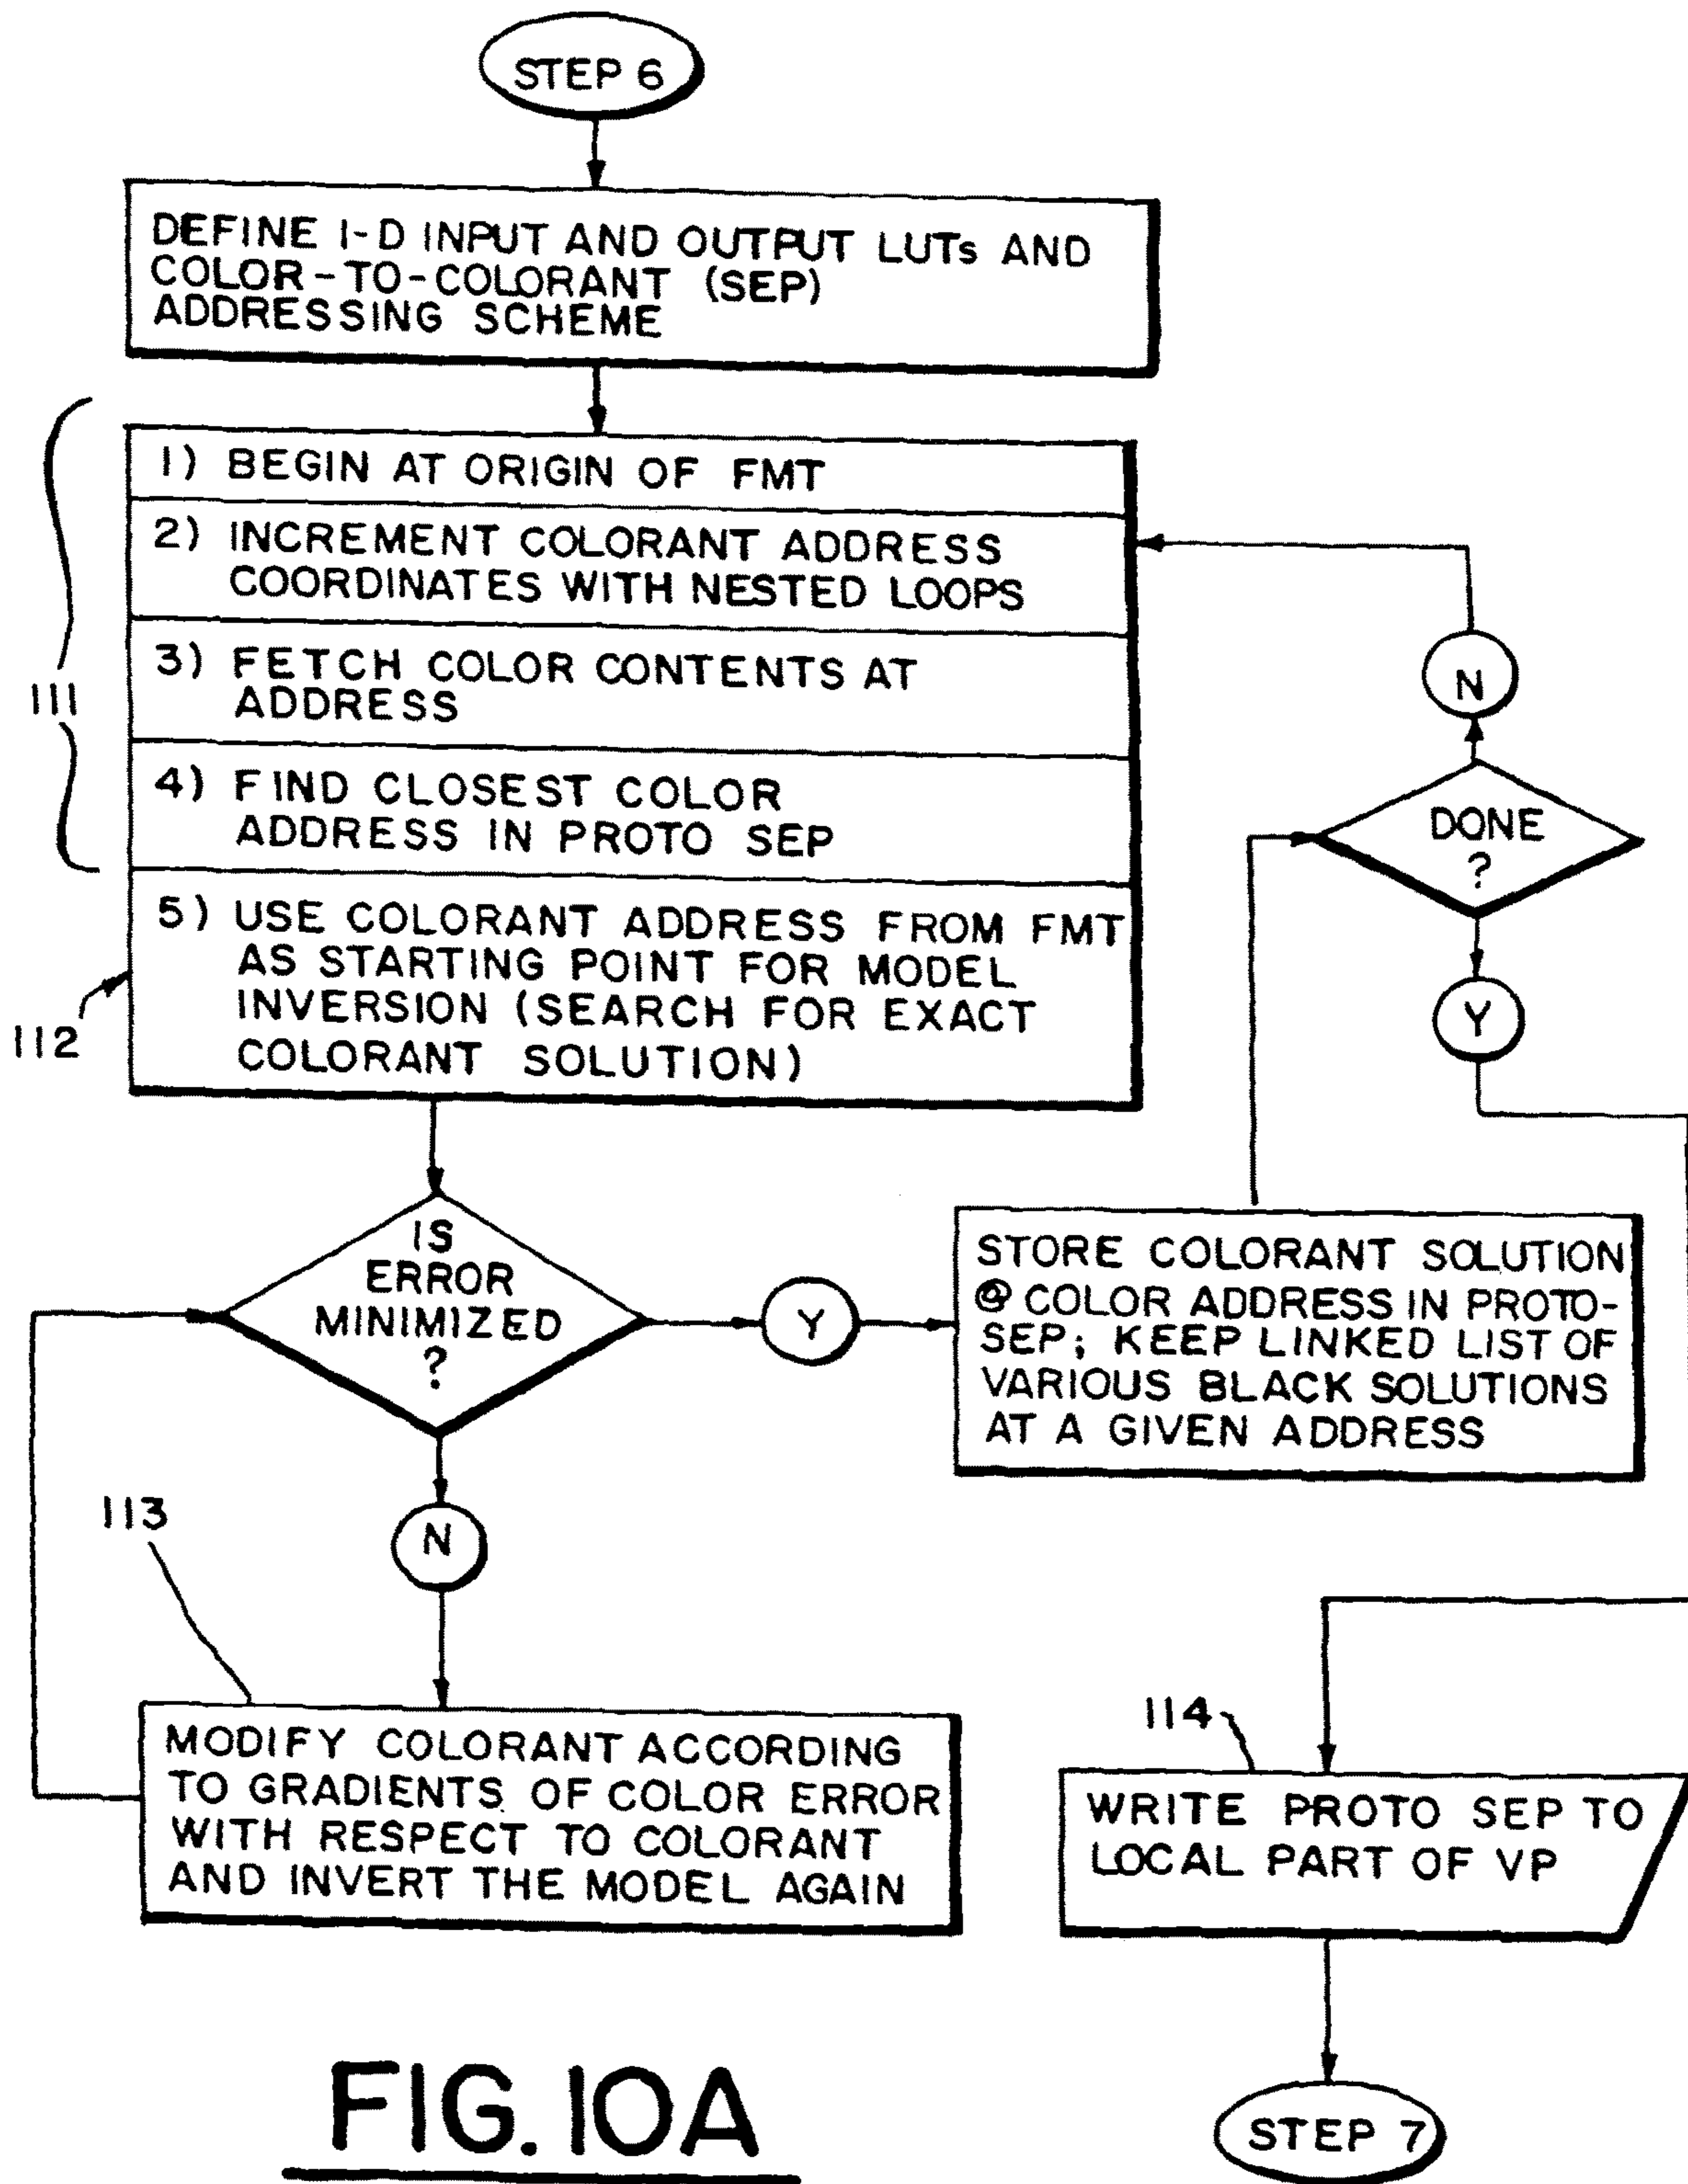 STEP 6
DEFINE 1-D INPUT AND OUTPUT LUTs AND
COLOR-TO-COLORANT (SEP)
ADDRESSING SCHEME
1) BEGIN AT ORIGIN OF FMT
2) INCREMENT COLORANT ADDRESS
COORDINATES WITH NESTED LOOPS
3) FETCH COLOR CONTENTS AT
ADDRESS
111
4) FIND CLOSEST COLOR
ADDRESS IN PROTO SEP
5) USE COLORANT ADDRESS FROM FMT
AS STARTING POINT FOR MODEL
INVERSION (SEARCH FOR EXACT
COLORANT SOLUTION)
112
N
DONE
?
Y
IS
ERROR
MINIMIZED
?
Y
STORE COLORANT SOLUTION
@ COLOR ADDRESS IN PROTO-
SEP; KEEP LINKED LIST OF
VARIOUS BLACK SOLUTIONS
AT A GIVEN ADDRESS
N
113
MODIFY COLORANT ACCORDING
TO GRADIENTS OF COLOR ERROR
WITH RESPECT TO COLORANT
AND INVERT THE MODEL AGAIN
114
WRITE PROTO SEP TO
LOCAL PART OF VP
STEP 7
FIG. 10A